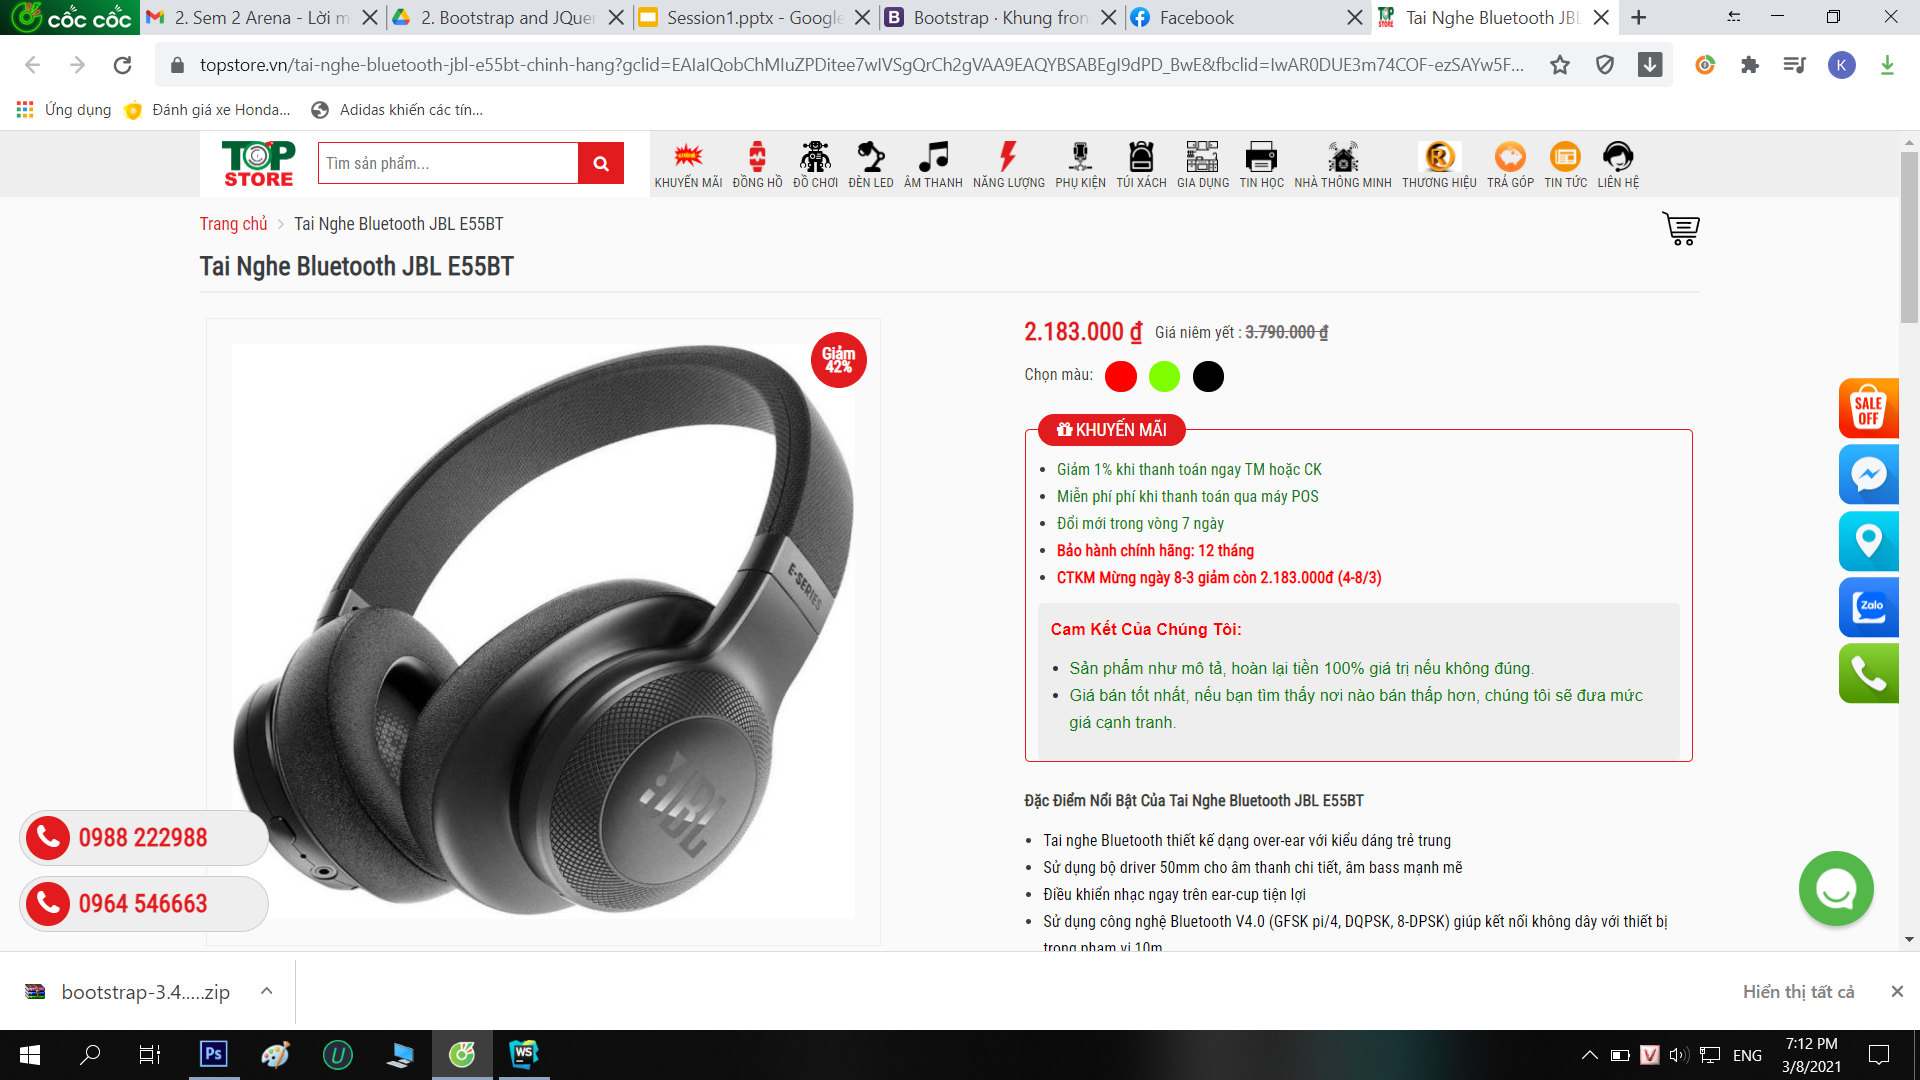 cốc cốc
2. Sem 2 Arena - Lời m
2. Bootstrap and JQuer
Session1.pptx - Google
Bootstrap · Khung fron
Facebook
Tai Nghe Bluetooth JBL
topstore.vn/tai-nghe-bluetooth-jbl-e55bt-chinh-hang?gclid=EAIaIQobChMIuZPDitee7wIVSgQrCh2gVAA9EAQYBSABEgI9dPD_BwE&fbclid=IwAR0DUE3m74COF-ezSAYw5F...
K
Ứng dụng
Đánh giá xe Honda...
Adidas khiến các tín...
TOP STORE
Tìm sản phẩm...
KHUYẾN MÃI
ĐỒNG HỒ
ĐỒ CHƠI
ĐÈN LED
ÂM THANH
NĂNG LƯỢNG
PHỤ KIỆN
TÚI XÁCH
GIA DỤNG
TIN HỌC
NHÀ THÔNG MINH
THƯƠNG HIỆU
TRẢ GÓP
TIN TỨC
LIÊN HỆ
Trang chủ > Tai Nghe Bluetooth JBL E55BT
Tai Nghe Bluetooth JBL E55BT
Giảm
42%
E-SERIES
JBL
2.183.000 ₫ Giá niêm yết : 3.790.000 ₫
Chọn màu:
KHUYẾN MÃI
Giảm 1% khi thanh toán ngay TM hoặc CK
Miễn phí phí khi thanh toán qua máy POS
Đổi mới trong vòng 7 ngày
Bảo hành chính hãng: 12 tháng
CTKM Mừng ngày 8-3 giảm còn 2.183.000đ (4-8/3)
Cam Kết Của Chúng Tôi:
Sản phẩm như mô tả, hoàn lại tiền 100% giá trị nếu không đúng.
Giá bán tốt nhất, nếu bạn tìm thấy nơi nào bán thấp hơn, chúng tôi sẽ đưa mức
giá cạnh tranh.
Đặc Điểm Nổi Bật Của Tai Nghe Bluetooth JBL E55BT
Tai nghe Bluetooth thiết kế dạng over-ear với kiểu dáng trẻ trung
Sử dụng bộ driver 50mm cho âm thanh chi tiết, âm bass mạnh mẽ
Điều khiển nhạc ngay trên ear-cup tiện lợi
Sử dụng công nghệ Bluetooth V4.0 (GFSK pi/4, DQPSK, 8-DPSK) giúp kết nối không dây với thiết bị
trong phạm vi 10m
SALE
OFF
Zalo
0988 222988
0964 546663
bootstrap-3.4.....zip
Hiển thị tất cả
Ps
U
WS
V
ENG
7:12 PM
3/8/2021